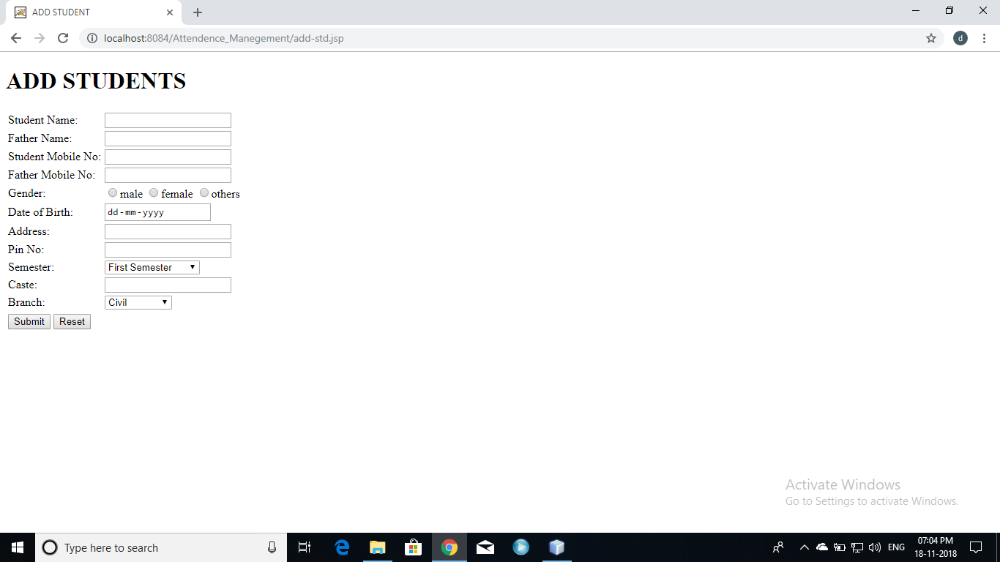 ADD STUDENT
localhost:8084/Attendence_Manegement/add-std.jsp
d
ADD STUDENTS
Student Name:
Father Name:
Student Mobile No:
Father Mobile No:
Gender: male female others
Date of Birth: dd-mm-yyyy
Address:
Pin No:
Semester: First Semester
Caste:
Branch: Civil
Submit Reset
Activate Windows
Go to Settings to activate Windows.
Type here to search
ENG
07:04 PM
18-11-2018